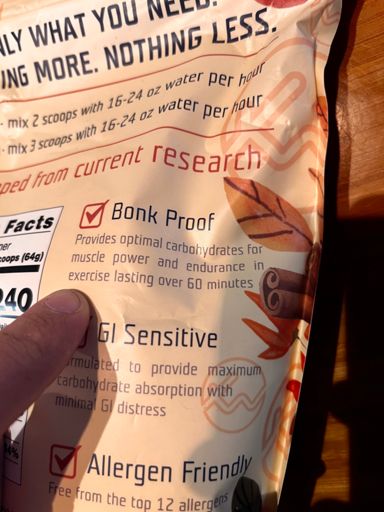 ONLY WHAT YOU NEED.
ING MORE. NOTHING LESS.
- mix 2 scoops with 16-24 oz water per hour
- mix 3 scoops with 16-24 oz water per hour
ped from current research
Bonk Proof
Provides optimal carbohydrates for
muscle power and endurance in
exercise lasting over 60 minutes
Facts
ner
coops (64g)
240
GI Sensitive
rmulated to provide maximum
carbohydrate absorption with
minimal GI distress
Allergen Friendly
Free from the top 12 allergens